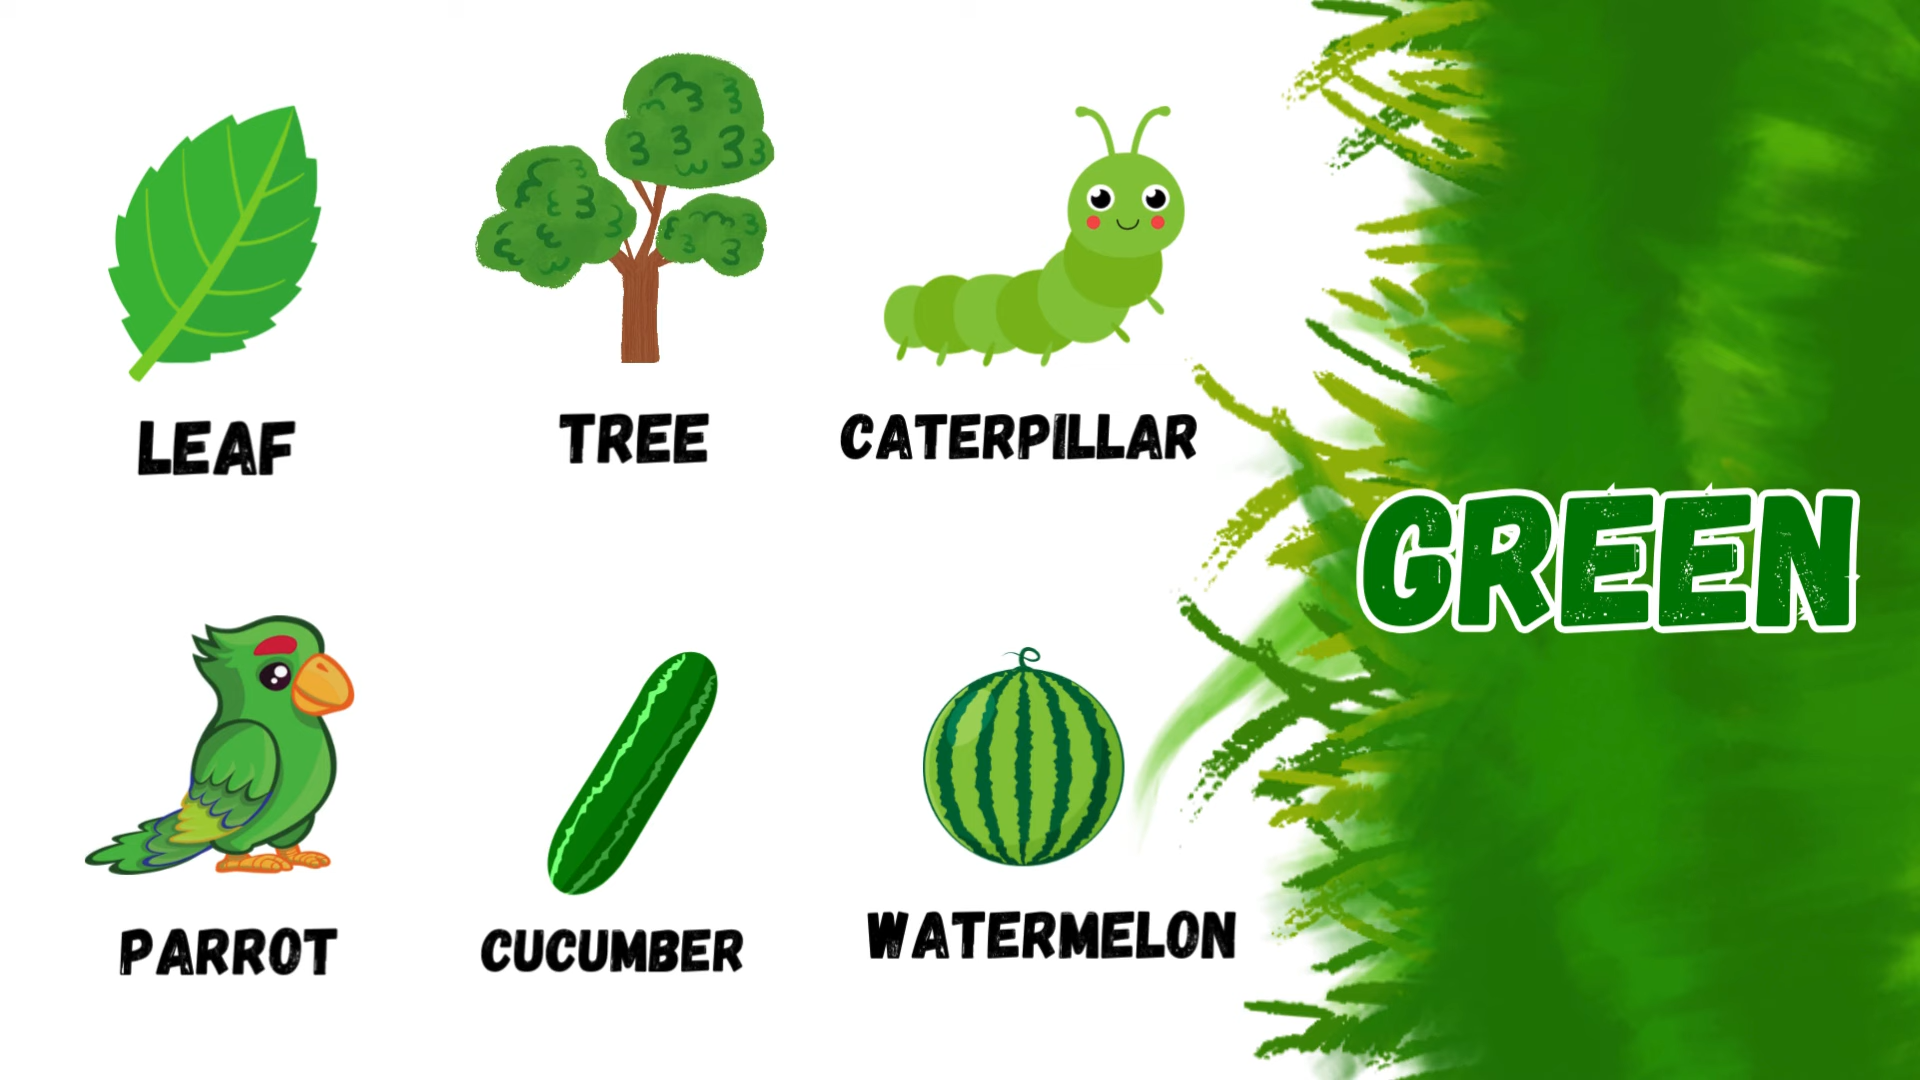 LEAF
TREE
CATERPILLAR
GREEN
PARROT
CUCUMBER
WATERMELON